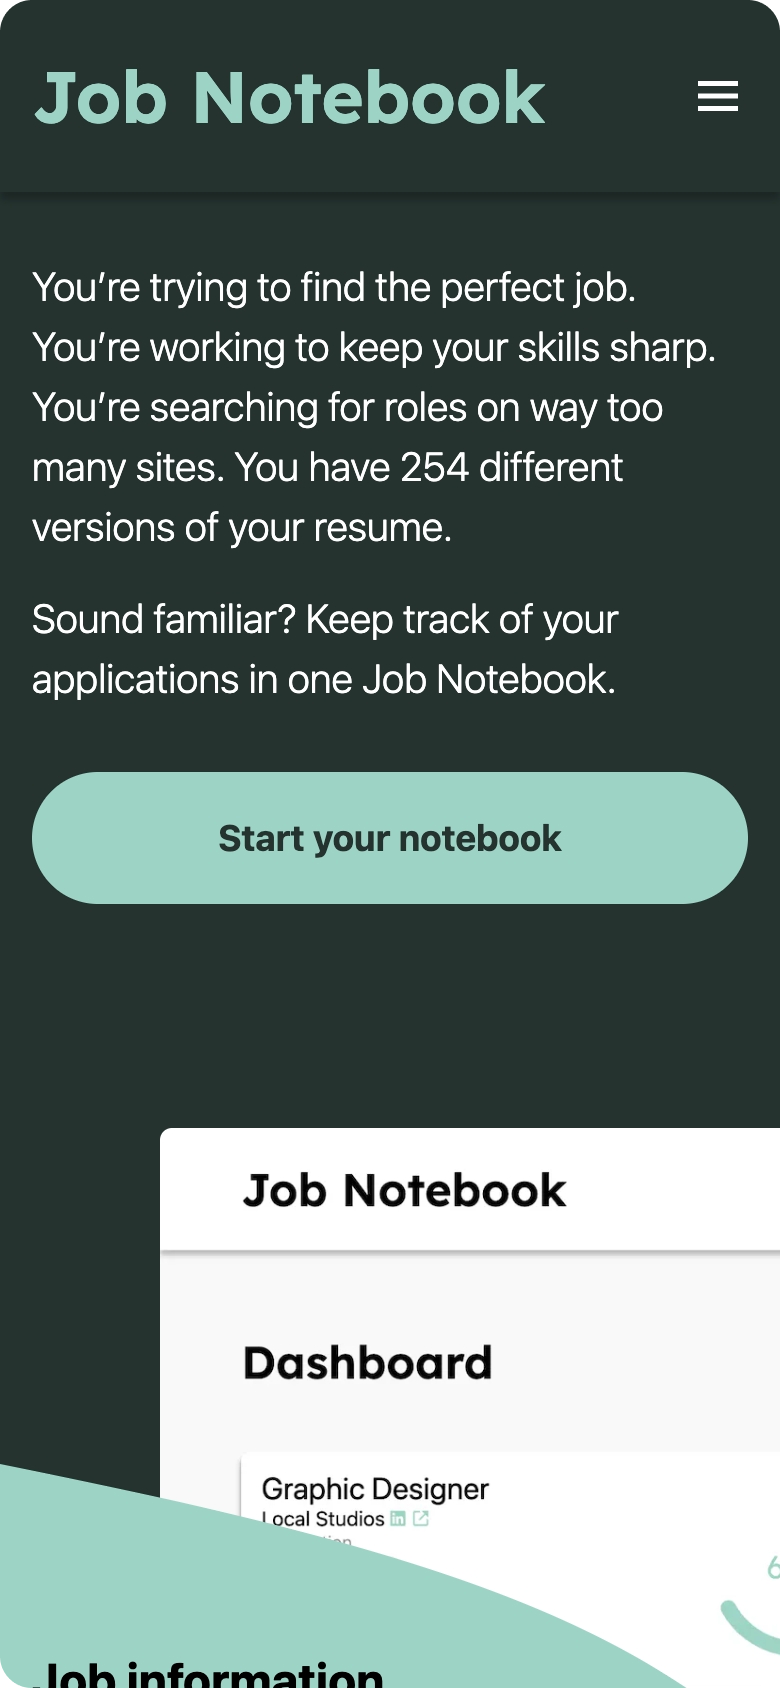 Job Notebook
You’re trying to find the perfect job.
You’re working to keep your skills sharp.
You’re searching for roles on way too
many sites. You have 254 different
versions of your resume.
Sound familiar? Keep track of your
applications in one Job Notebook.
Start your notebook
Job Notebook
Dashboard
Graphic Designer
Local Studios in
Job information